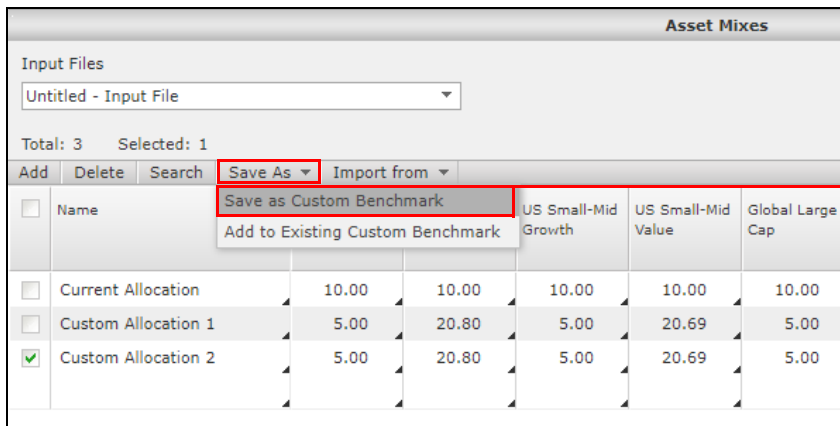 Asset Mixes
Input Files
Untitled - Input File
Total: 3 Selected: 1
Add Delete Search Save As Import from
Save as Custom Benchmark
Add to Existing Custom Benchmark
Name US Small-Mid Growth US Small-Mid Value Global Large Cap
Current Allocation 10.00 10.00 10.00 10.00 10.00
Custom Allocation 1 5.00 20.80 5.00 20.69 5.00
Custom Allocation 2 5.00 20.80 5.00 20.69 5.00